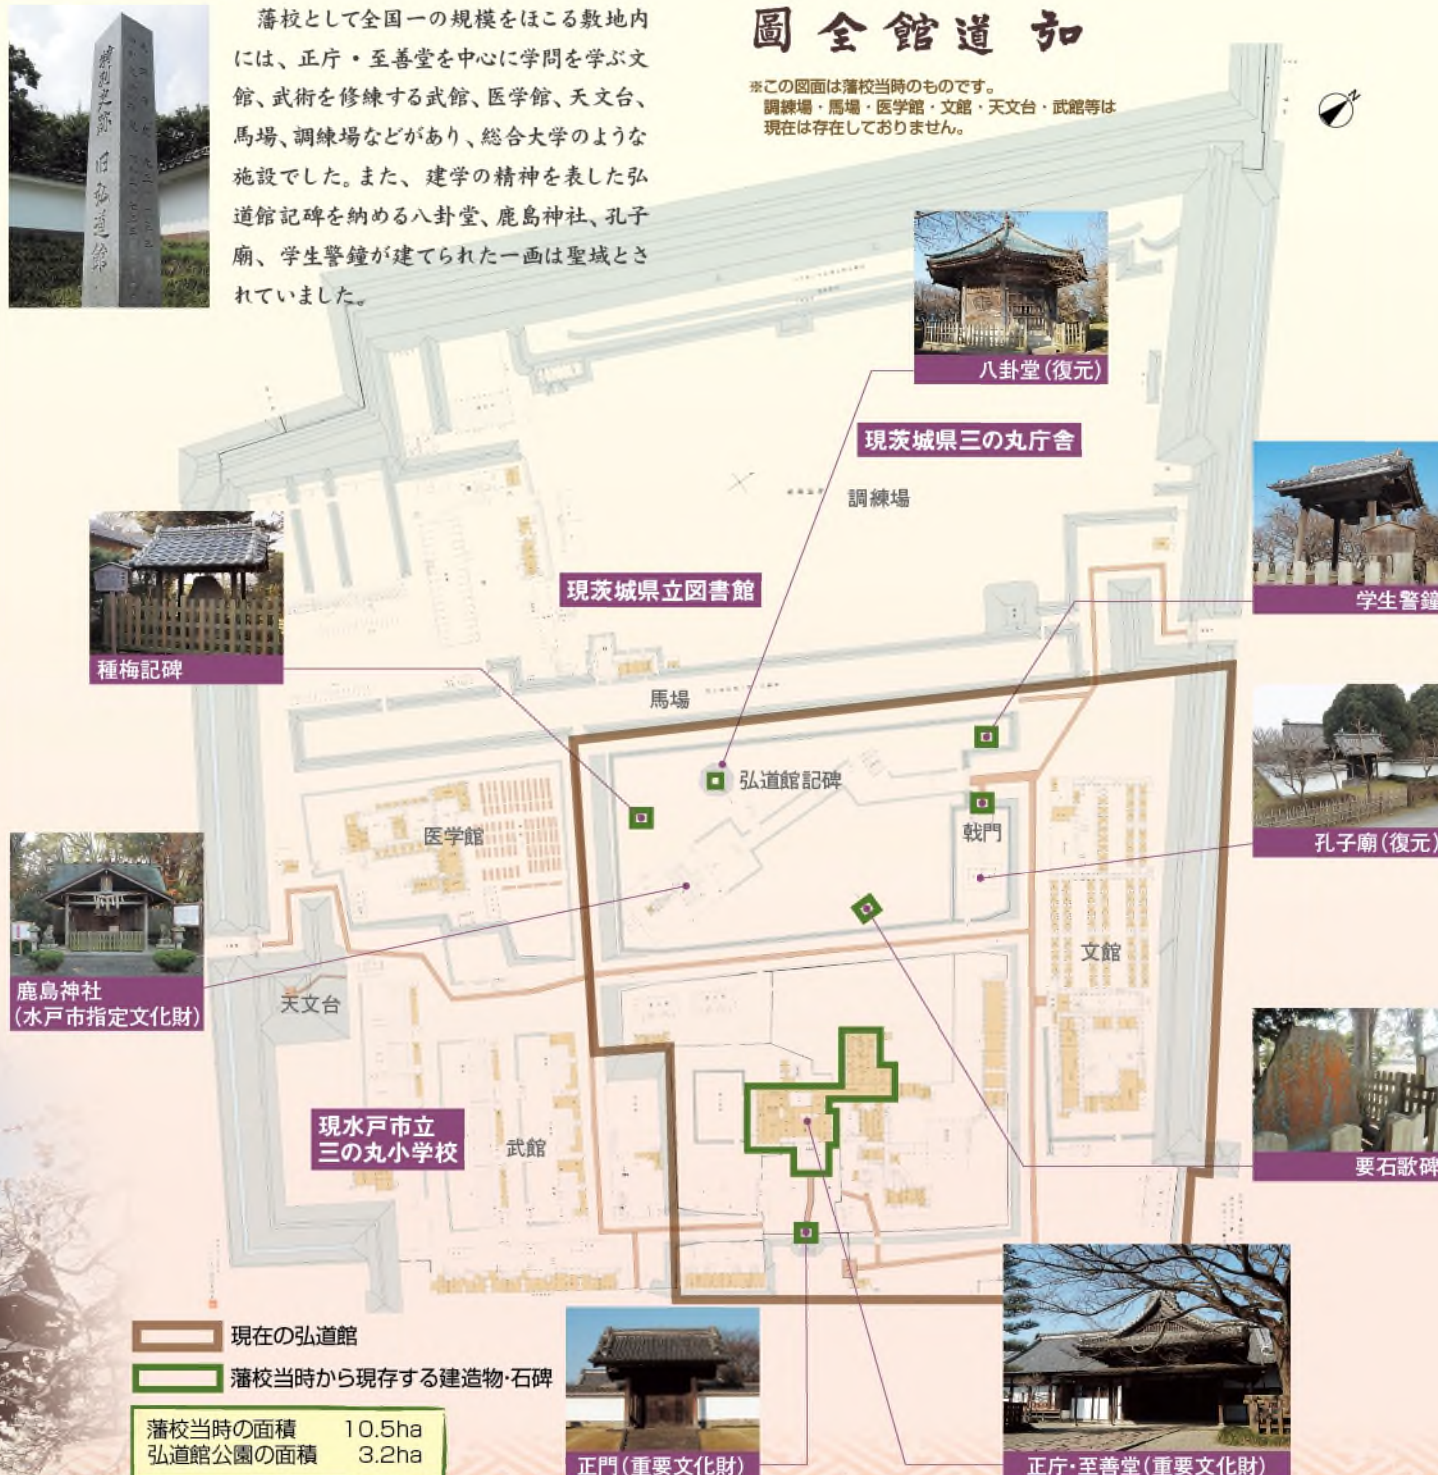 特別史跡 旧弘道館
藩校として全国一の規模をほこる敷地内
には、正庁・至善堂を中心に学問を学ぶ文
館、武術を修練する武館、医学館、天文台、
馬場、調練場などがあり、総合大学のような
施設でした。また、建学の精神を表した弘
道館記碑を納める八卦堂、鹿島神社、孔子
廟、学生警鐘が建てられた一画は聖域とさ
れていました。
圖全館道弘
※この図面は藩校当時のものです。
調練場・馬場・医学館・文館・天文台・武館等は
現在は存在しておりません。
N
八卦堂(復元)
現茨城県三の丸庁舎
調練場
学生警鐘
現茨城県立図書館
種梅記碑
馬場
弘道館記碑
戟門
孔子廟(復元)
医学館
鹿島神社
(水戸市指定文化財)
天文台
文館
要石歌碑
現水戸市立
三の丸小学校
武館
現在の弘道館
藩校当時から現存する建造物・石碑
藩校当時の面積 10.5ha
弘道館公園の面積 3.2ha
正門(重要文化財)
正庁・至善堂(重要文化財)